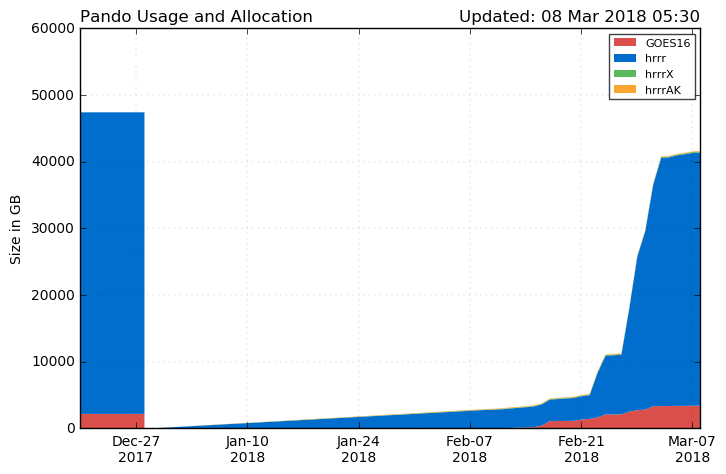 Pando Usage and Allocation Updated: 08 Mar 2018 05:30
60000
50000
40000
30000
20000
10000
0
Size in GB
GOES16
hrrr
hrrrX
hrrrAK
Dec-27 Jan-10 Jan-24 Feb-07 Feb-21 Mar-07
2017 2018 2018 2018 2018 2018